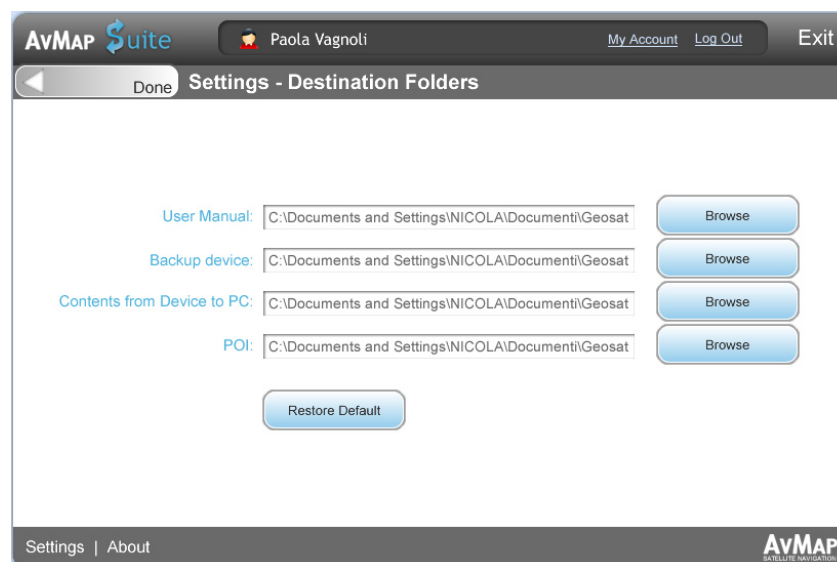 AvMap Suite Paola Vagnoli My Account Log Out Exit
Done Settings - Destination Folders
User Manual: C:\Documents and Settings\NICOLA\Documenti\Geosat Browse
Backup device: C:\Documents and Settings\NICOLA\Documenti\Geosat Browse
Contents from Device to PC: C:\Documents and Settings\NICOLA\Documenti\Geosat Browse
POI: C:\Documents and Settings\NICOLA\Documenti\Geosat Browse
Restore Default
Settings | About
AvMap
SATELLITE NAVIGATION